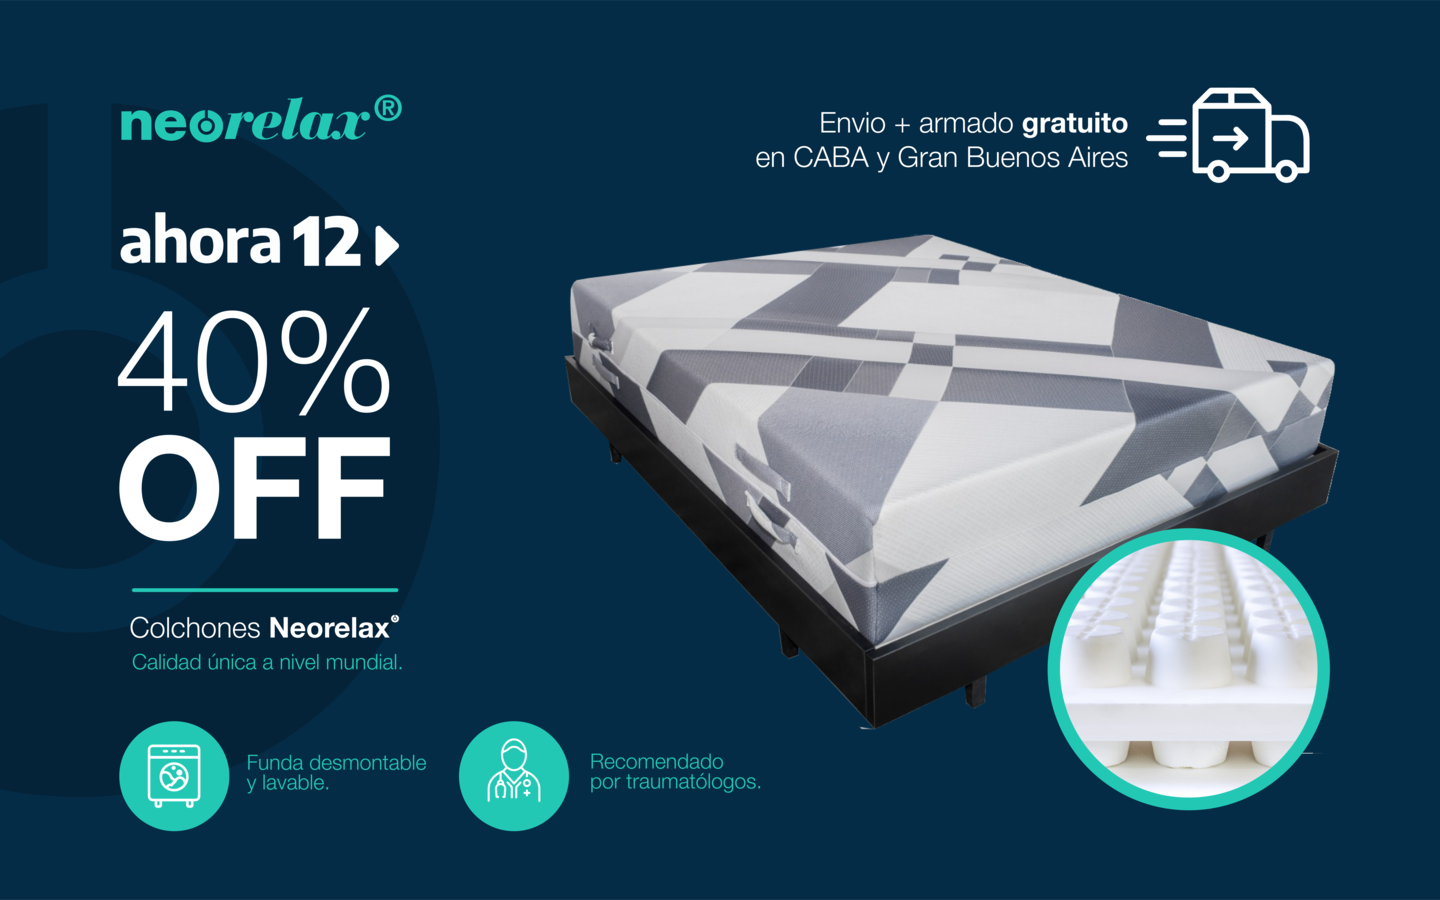 neorelax®
Envio + armado gratuito
en CABA y Gran Buenos Aires
ahora 12
40%
OFF
Colchones Neorelax®
Calidad única a nivel mundial.
Funda desmontable
y lavable.
Recomendado
por traumatólogos.